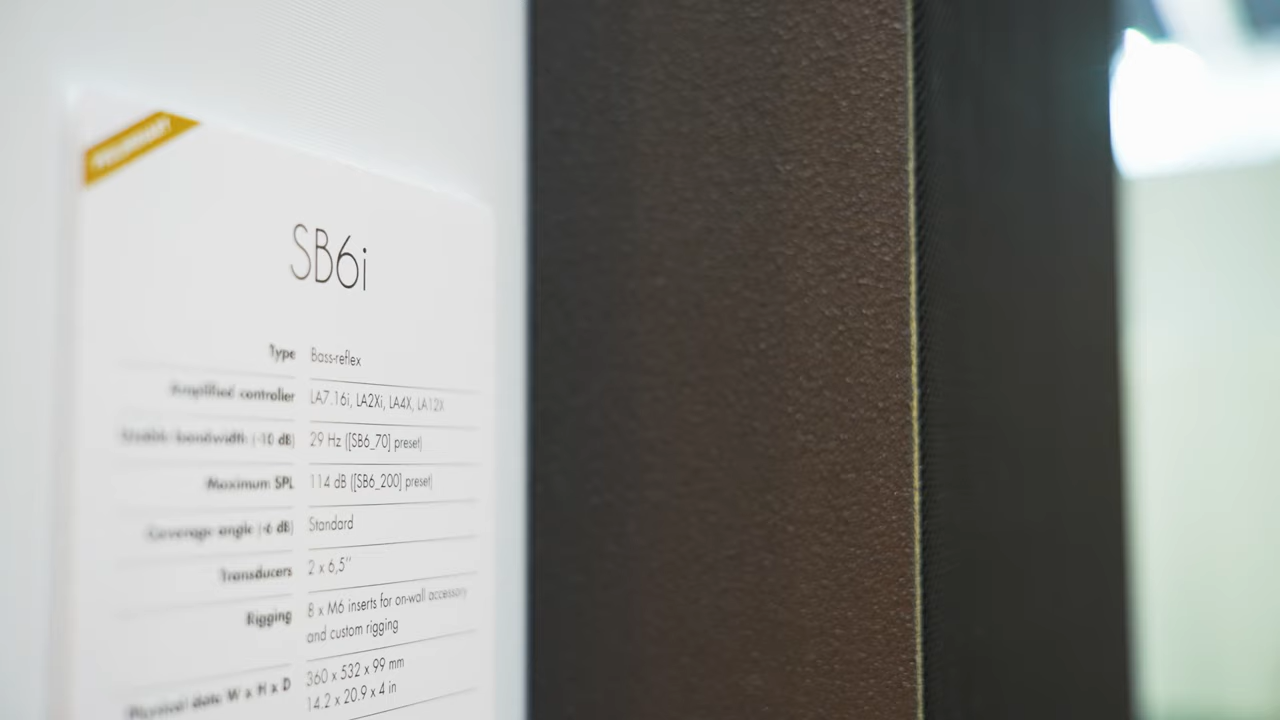 PRELIMINARY
SB6i
Type Bass-reflex
Amplified controller LA7.16i, LA2Xi, LA4X, LA12X
Usable bandwidth (-10 dB) 29 Hz ([SB6_70] preset)
Maximum SPL 114 dB ([SB6_200] preset)
Coverage angle (-6 dB) Standard
Transducers 2 x 6,5''
Rigging 8 x M6 inserts for on-wall accessory
and custom rigging
Physical data W x H x D 360 x 532 x 99 mm
14.2 x 20.9 x 4 in